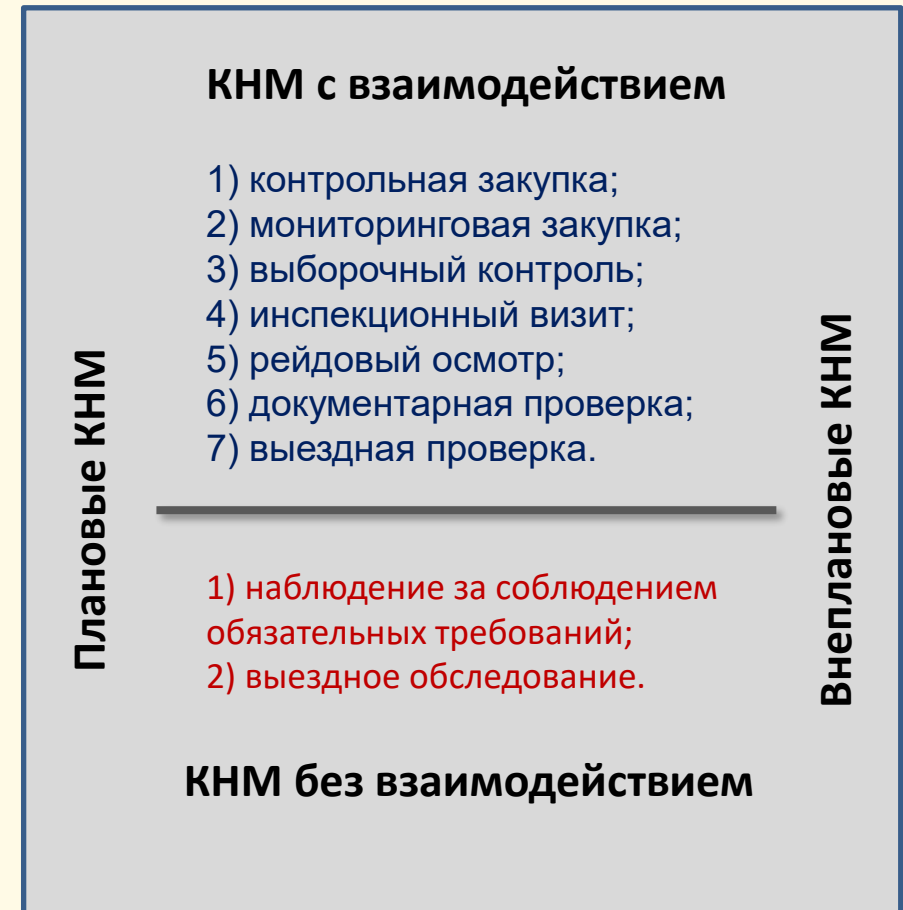 КНМ с взаимодействием
1) контрольная закупка;
2) мониторинговая закупка;
3) выборочный контроль;
4) инспекционный визит;
5) рейдовый осмотр;
6) документарная проверка;
7) выездная проверка.
Плановые КНМ
Внеплановые КНМ
1) наблюдение за соблюдением
обязательных требований;
2) выездное обследование.
КНМ без взаимодействием